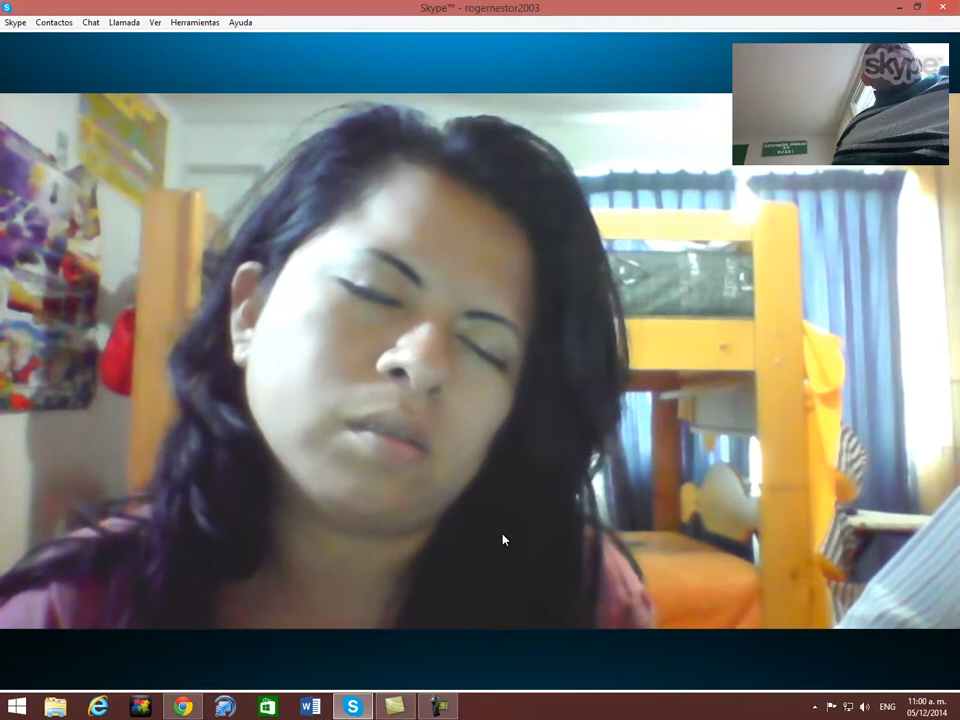 Skype™ - rogernestor2003
Skype Contactos Chat Llamada Ver Herramientas Ayuda
skype
ENG
11:00 a. m.
05/12/2014